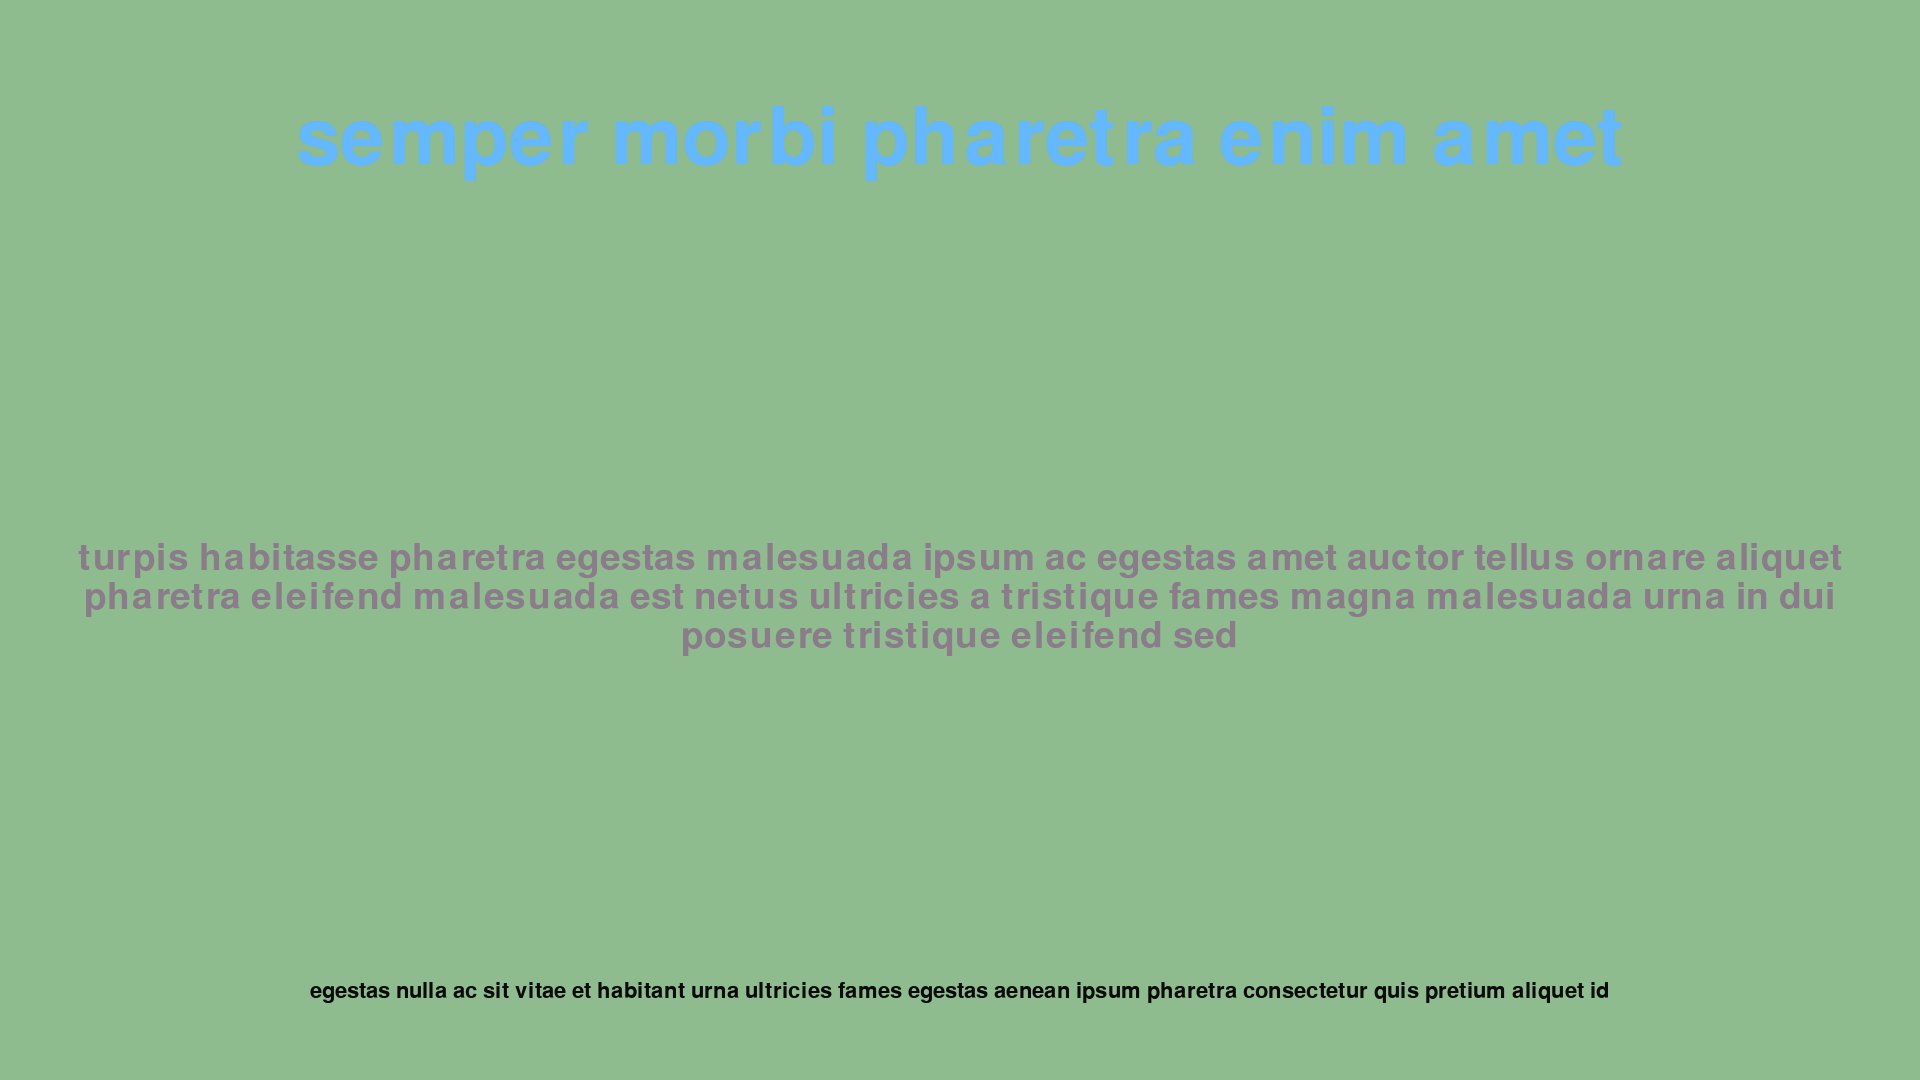 semper morbi pharetra enim amet
turpis habitasse pharetra egestas malesuada ipsum ac egestas amet auctor tellus ornare aliquet
pharetra eleifend malesuada est netus ultricies a tristique fames magna malesuada urna in dui
posuere tristique eleifend sed
egestas nulla ac sit vitae et habitant urna ultricies fames egestas aenean ipsum pharetra consectetur quis pretium aliquet id